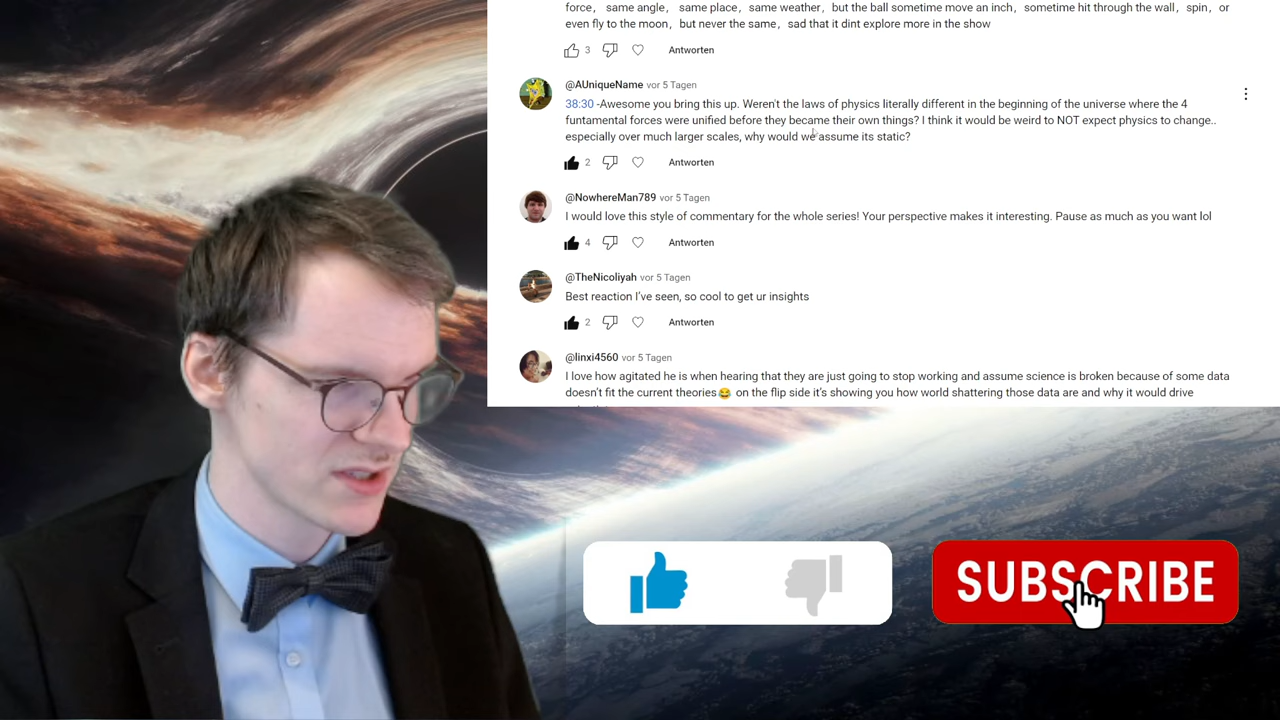 force, same angle, same place, same weather, but the ball sometime move an inch, sometime hit through the wall, spin, or
even fly to the moon, but never the same, sad that it dint explore more in the show
3 Antworten
@AUniqueName vor 5 Tagen
38:30 -Awesome you bring this up. Weren't the laws of physics literally different in the beginning of the universe where the 4
funtamental forces were unified before they became their own things? I think it would be weird to NOT expect physics to change..
especially over much larger scales, why would we assume its static?
2 Antworten
@NowhereMan789 vor 5 Tagen
I would love this style of commentary for the whole series! Your perspective makes it interesting. Pause as much as you want lol
4 Antworten
@TheNicoliyah vor 5 Tagen
Best reaction I've seen, so cool to get ur insights
2 Antworten
@linxi4560 vor 5 Tagen
I love how agitated he is when hearing that they are just going to stop working and assume science is broken because of some data
doesn't fit the current theories😂 on the flip side it's showing you how world shattering those data are and why it would drive
SUBSCRIBE